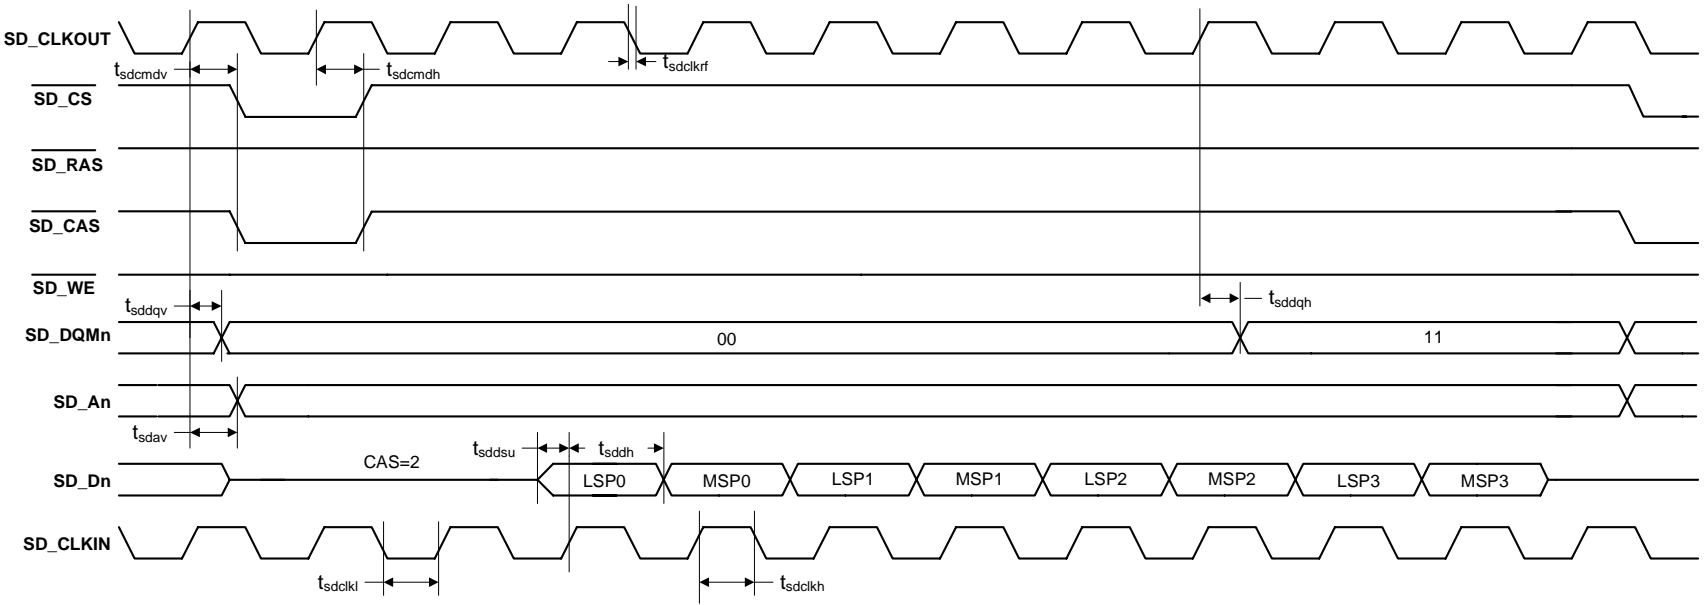 SD_CLKOUT
tsdcmdv
tsdcmdh
tsdclkrf
SD_CS
SD_RAS
SD_CAS
SD_WE
tsddqv
tsddqh
SD_DQMn
00
11
SD_An
tsdav
tsddsu
tsddh
CAS=2
SD_Dn
LSP0
MSP0
LSP1
MSP1
LSP2
MSP2
LSP3
MSP3
SD_CLKIN
tsdclkl
tsdclkh